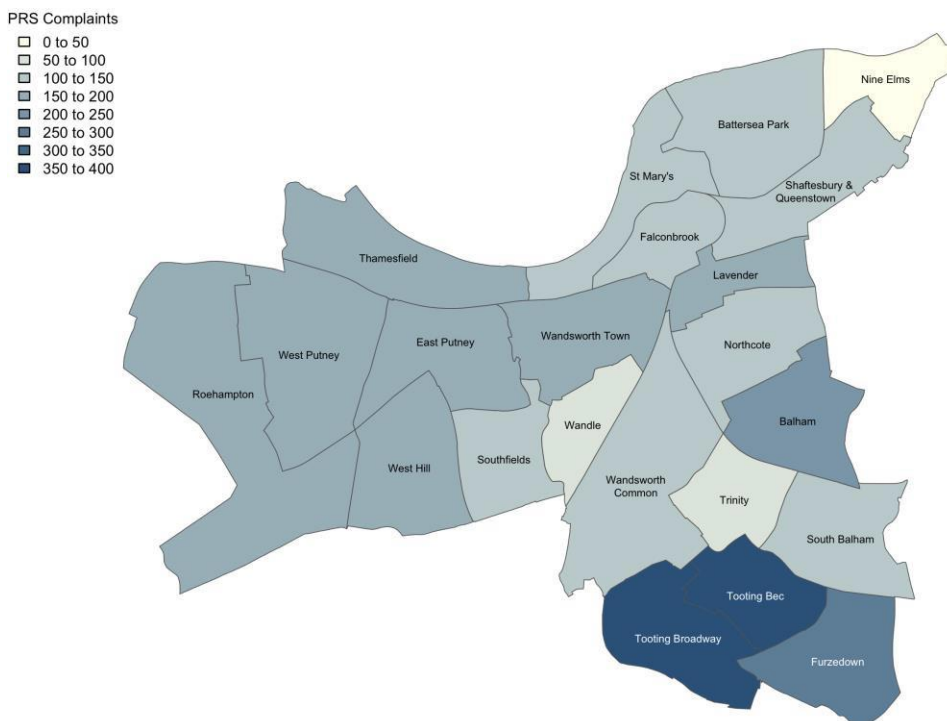 PRS Complaints
0 to 50
50 to 100
100 to 150
150 to 200
200 to 250
250 to 300
300 to 350
350 to 400
Nine Elms
Battersea Park
St Mary's
Shaftesbury &
Queenstown
Falconbrook
Thamesfield
Lavender
Wandsworth Town
East Putney
Northcote
West Putney
Roehampton
Balham
Wandle
Southfields
West Hill
Wandsworth
Common
Trinity
South Balham
Tooting Bec
Tooting Broadway
Furzedown